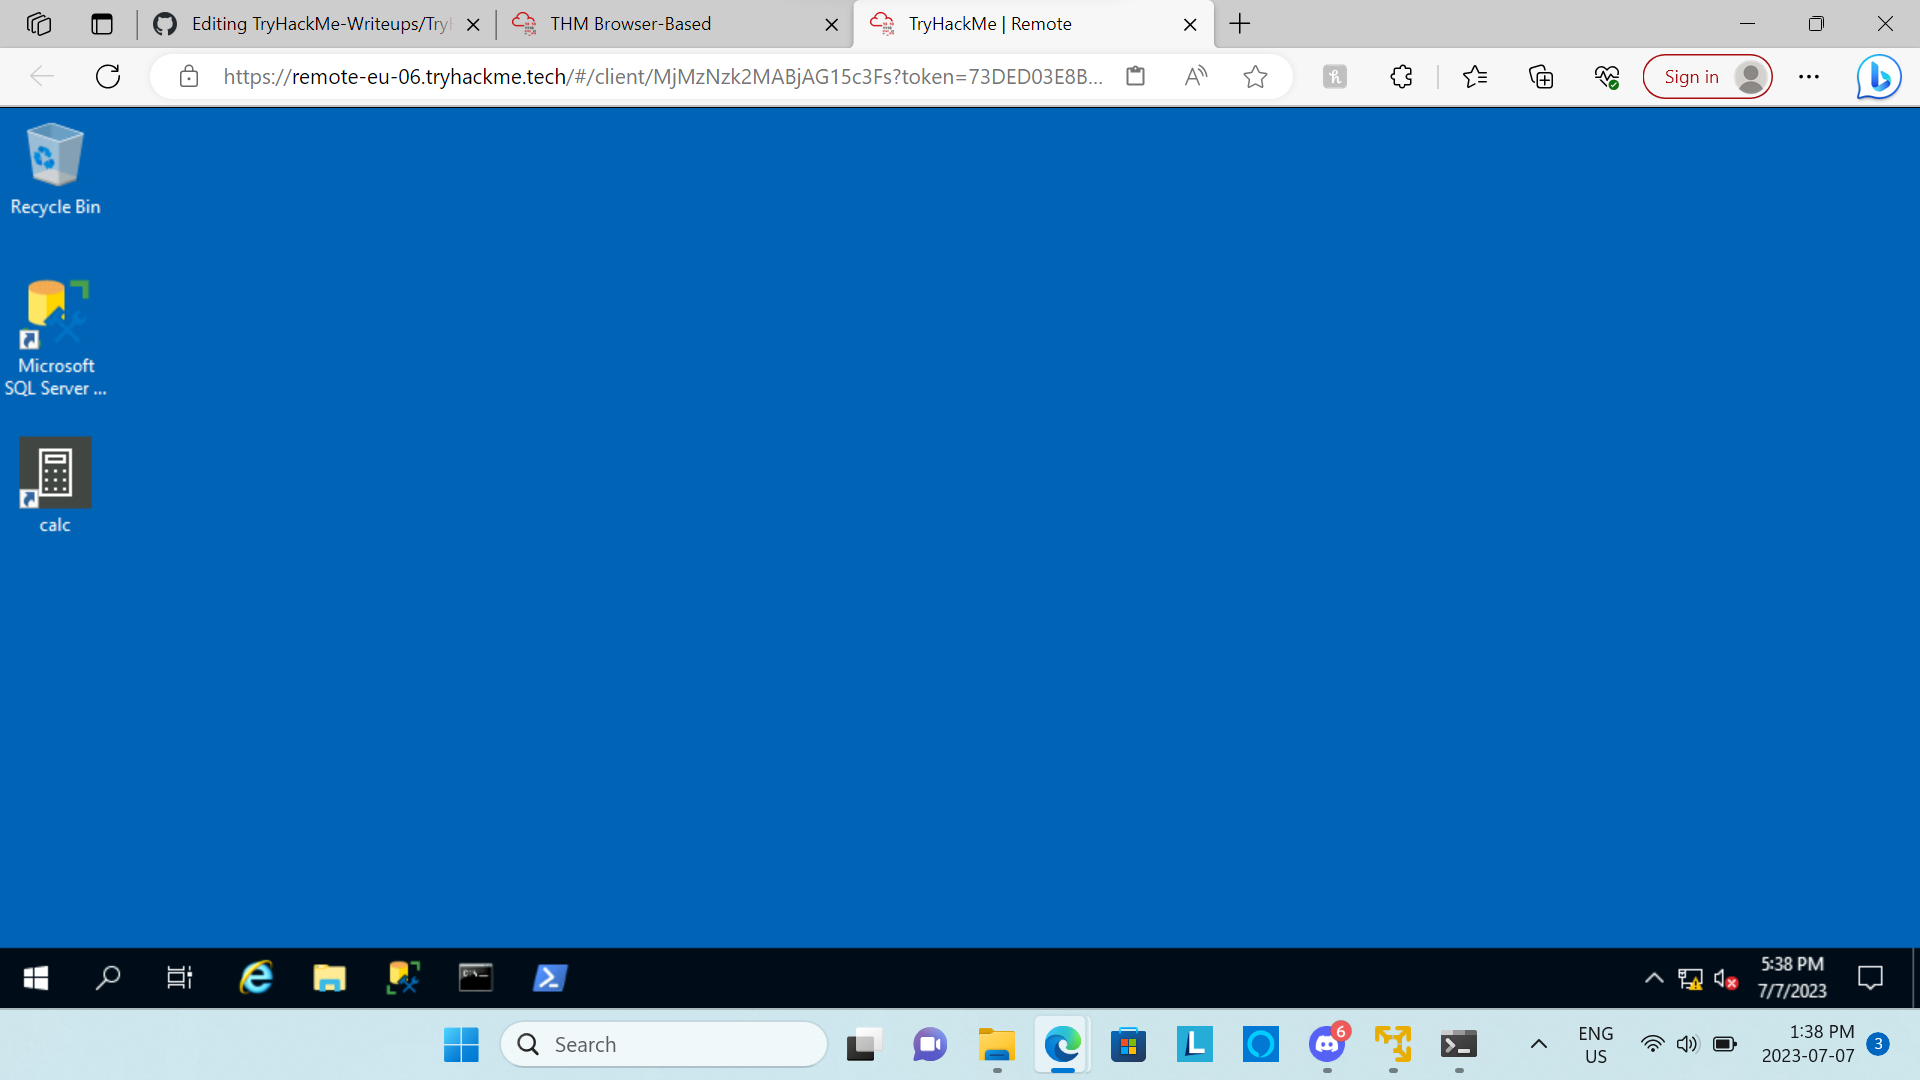 Editing TryHackMe-Writeups/Try
THM Browser-Based
TryHackMe | Remote
https://remote-eu-06.tryhackme.tech/#/client/MjMzNzk2MABjAG15c3Fs?token=73DED03E8B...
Sign in
Recycle Bin
Microsoft
SQL Server ...
calc
5:38 PM
7/7/2023
Search
6
ENG
US
1:38 PM
2023-07-07
3